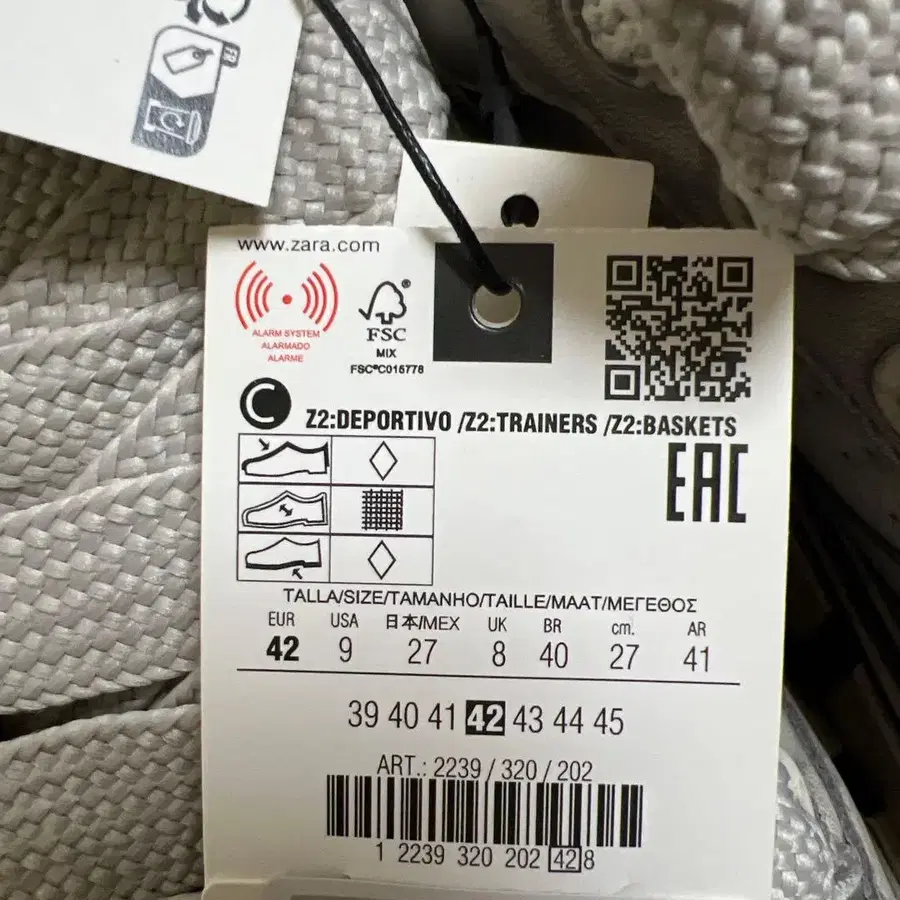 www.zara.com
ALARM SYSTEM
ALARMADO
ALARME
FSC®
MIX
FSC®C015778
C
Z2:DEPORTIVO /Z2:TRAINERS /Z2:BASKETS
EAC
TALLA/SIZE/TAMANHO/TAILLE/MAAT/ΜΕΓΕΘΟΣ
EUR USA 日本/MEX UK BR cm. AR
42 9 27 8 40 27 41
39 40 41 42 43 44 45
ART.: 2239 / 320 / 202
1 2239 320 202 42 8